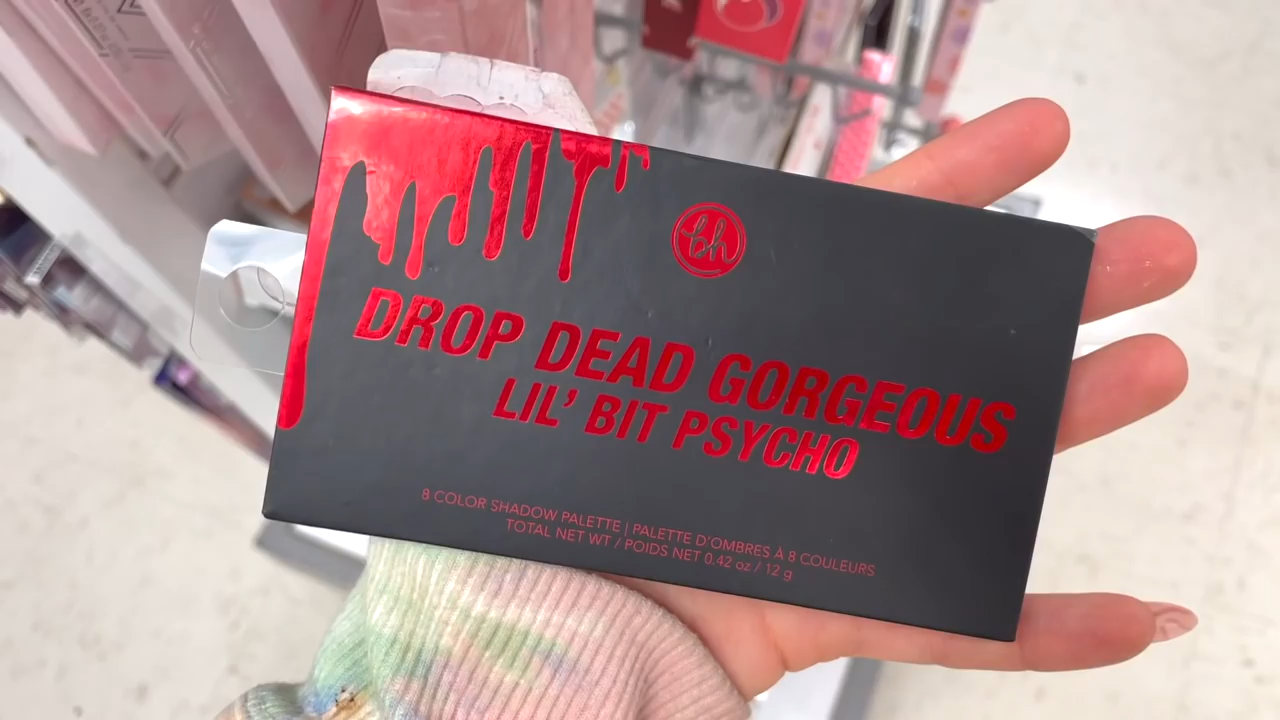 bh
DROP DEAD GORGEOUS
LIL' BIT PSYCHO
8 COLOR SHADOW PALETTE | PALETTE D'OMBRES À 8 COULEURS
TOTAL NET WT / POIDS NET 0.42 oz / 12 g